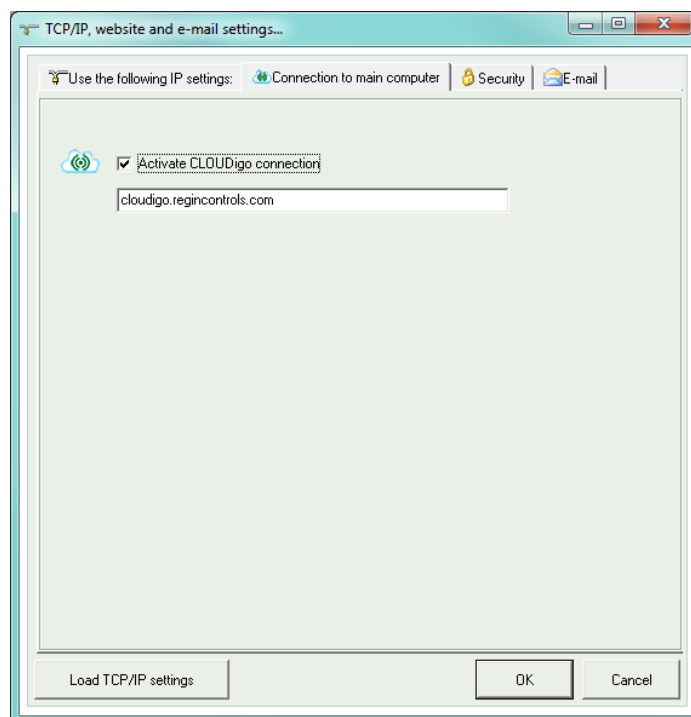 TCP/IP, website and e-mail settings...
Use the following IP settings: Connection to main computer Security E-mail
Activate CLOUDigo connection
cloudigo.regincontrols.com
Load TCP/IP settings OK Cancel